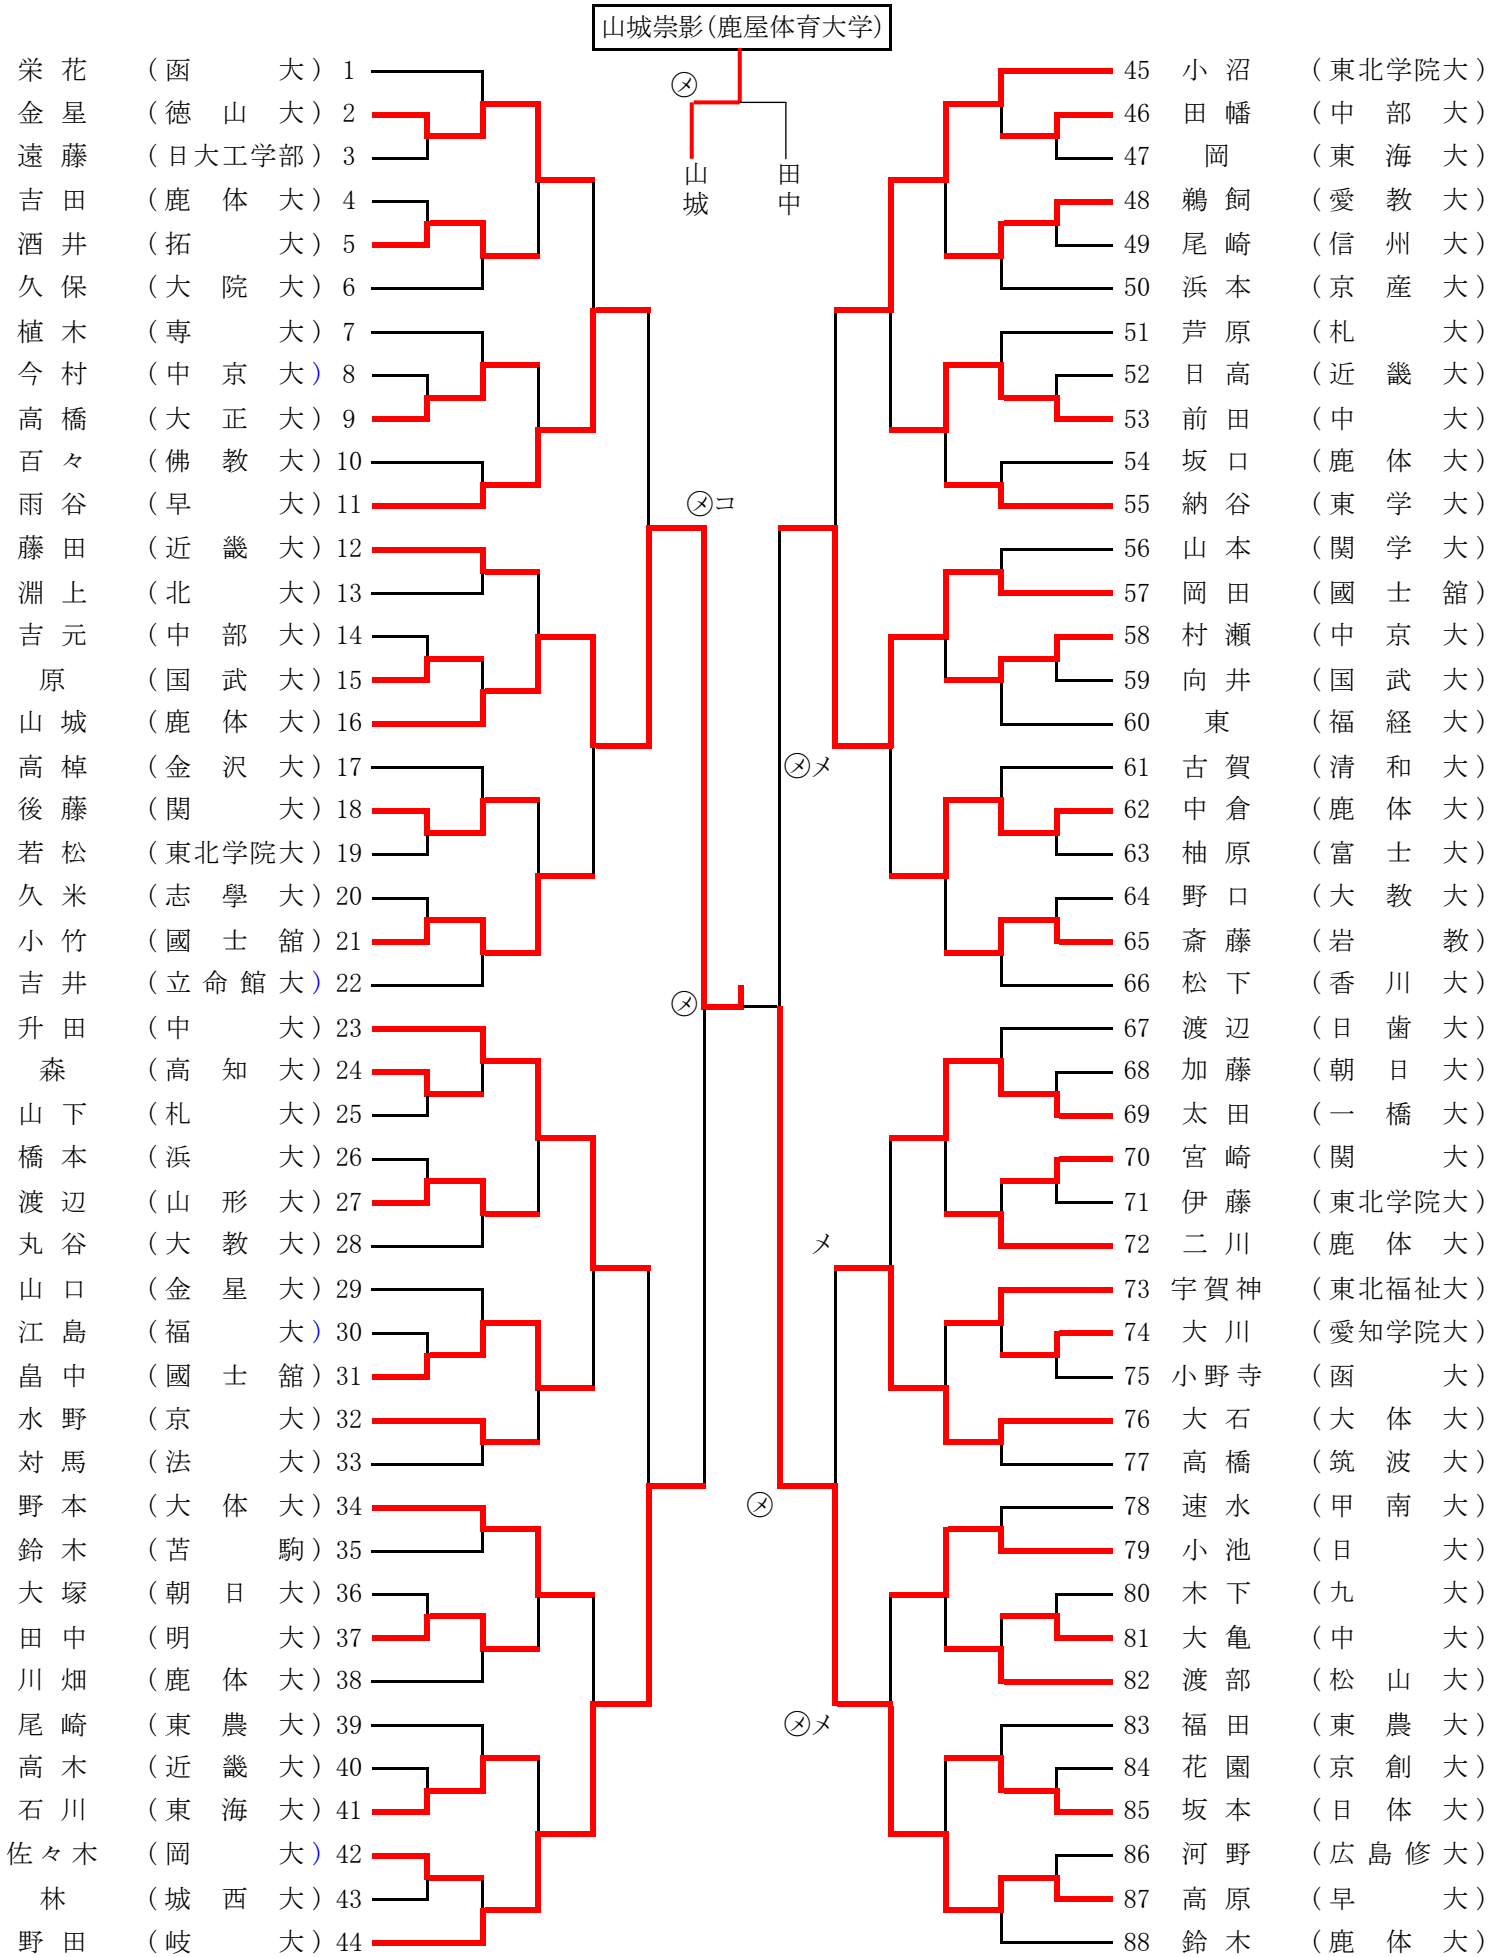 山城崇影(鹿屋体育大学)
㋱
山城
田中
栄花 (函大) 1
金星 (徳山大) 2
遠藤 (日大工学部) 3
吉田 (鹿体大) 4
酒井 (拓大) 5
久保 (大院大) 6
植木 (専大) 7
今村 (中京大) 8
高橋 (大正大) 9
百々 (佛教大) 10
雨谷 (早大) 11
藤田 (近畿大) 12
淵上 (北大) 13
吉元 (中部大) 14
原 (国武大) 15
山城 (鹿体大) 16
高棹 (金沢大) 17
後藤 (関大) 18
若松 (東北学院大) 19
久米 (志學大) 20
小竹 (國士舘) 21
吉井 (立命館大) 22
升田 (中大) 23
森 (高知大) 24
山下 (札大) 25
橋本 (浜大) 26
渡辺 (山形大) 27
丸谷 (大教大) 28
山口 (金星大) 29
江島 (福大) 30
畠中 (國士舘) 31
水野 (京大) 32
対馬 (法大) 33
野本 (大体大) 34
鈴木 (苫駒) 35
大塚 (朝日大) 36
田中 (明大) 37
川畑 (鹿体大) 38
尾崎 (東農大) 39
高木 (近畿大) 40
石川 (東海大) 41
佐々木 (岡大) 42
林 (城西大) 43
野田 (岐大) 44
㋱コ
㋱メ
㋱
メ
㋱
㋱メ
45 小沼 (東北学院大)
46 田幡 (中部大)
47 岡 (東海大)
48 鵜飼 (愛教大)
49 尾崎 (信州大)
50 浜本 (京産大)
51 芦原 (札大)
52 日高 (近畿大)
53 前田 (中大)
54 坂口 (鹿体大)
55 納谷 (東学大)
56 山本 (関学大)
57 岡田 (國士舘)
58 村瀬 (中京大)
59 向井 (国武大)
60 東 (福経大)
61 古賀 (清和大)
62 中倉 (鹿体大)
63 柚原 (富士大)
64 野口 (大教大)
65 斎藤 (岩教)
66 松下 (香川大)
67 渡辺 (日歯大)
68 加藤 (朝日大)
69 太田 (一橋大)
70 宮崎 (関大)
71 伊藤 (東北学院大)
72 二川 (鹿体大)
73 宇賀神 (東北福祉大)
74 大川 (愛知学院大)
75 小野寺 (函大)
76 大石 (大体大)
77 高橋 (筑波大)
78 速水 (甲南大)
79 小池 (日大)
80 木下 (九大)
81 大亀 (中大)
82 渡部 (松山大)
83 福田 (東農大)
84 花園 (京創大)
85 坂本 (日体大)
86 河野 (広島修大)
87 高原 (早大)
88 鈴木 (鹿体大)